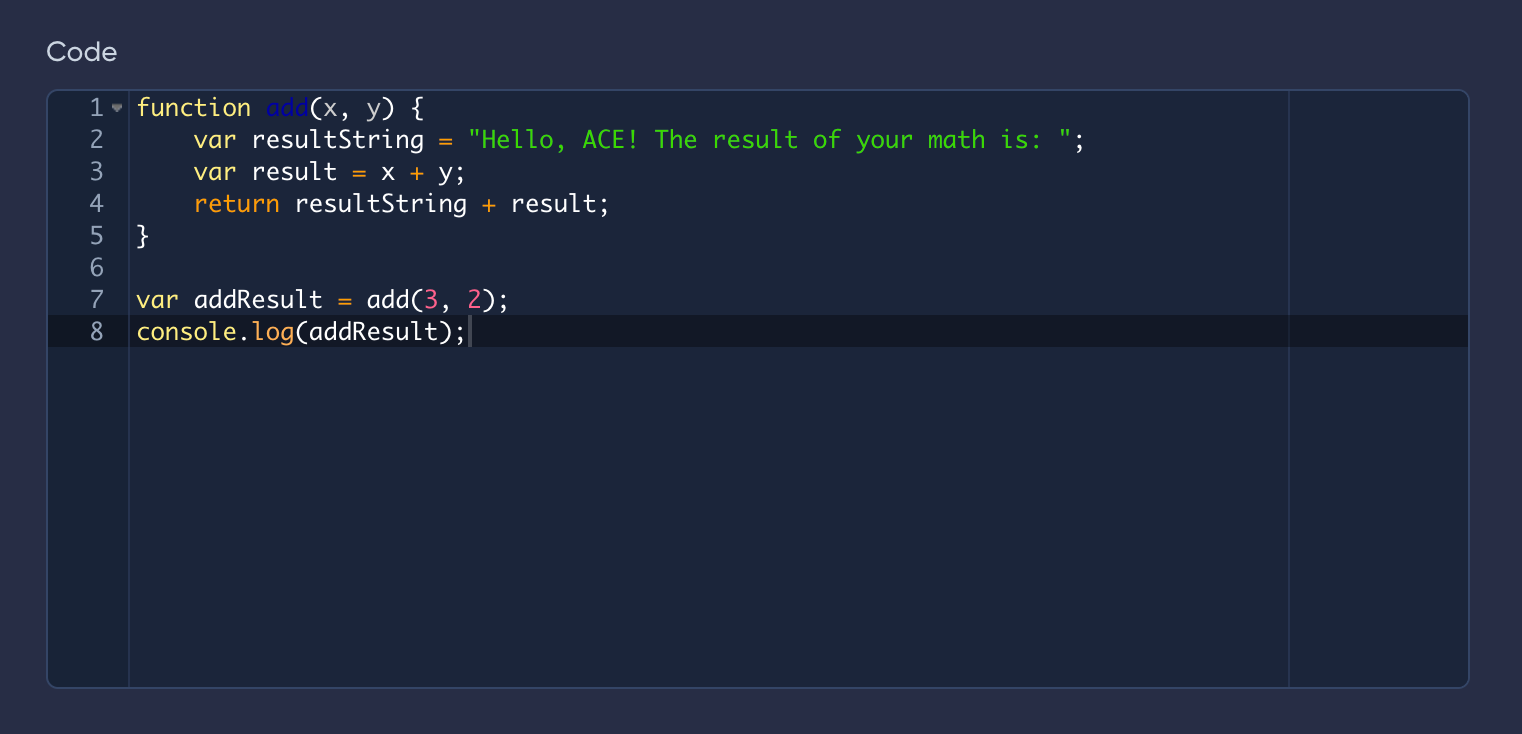 Code
1 function add(x, y) {
2     var resultString = "Hello, ACE! The result of your math is: ";
3     var result = x + y;
4     return resultString + result;
5 }
6
7 var addResult = add(3, 2);
8 console.log(addResult);